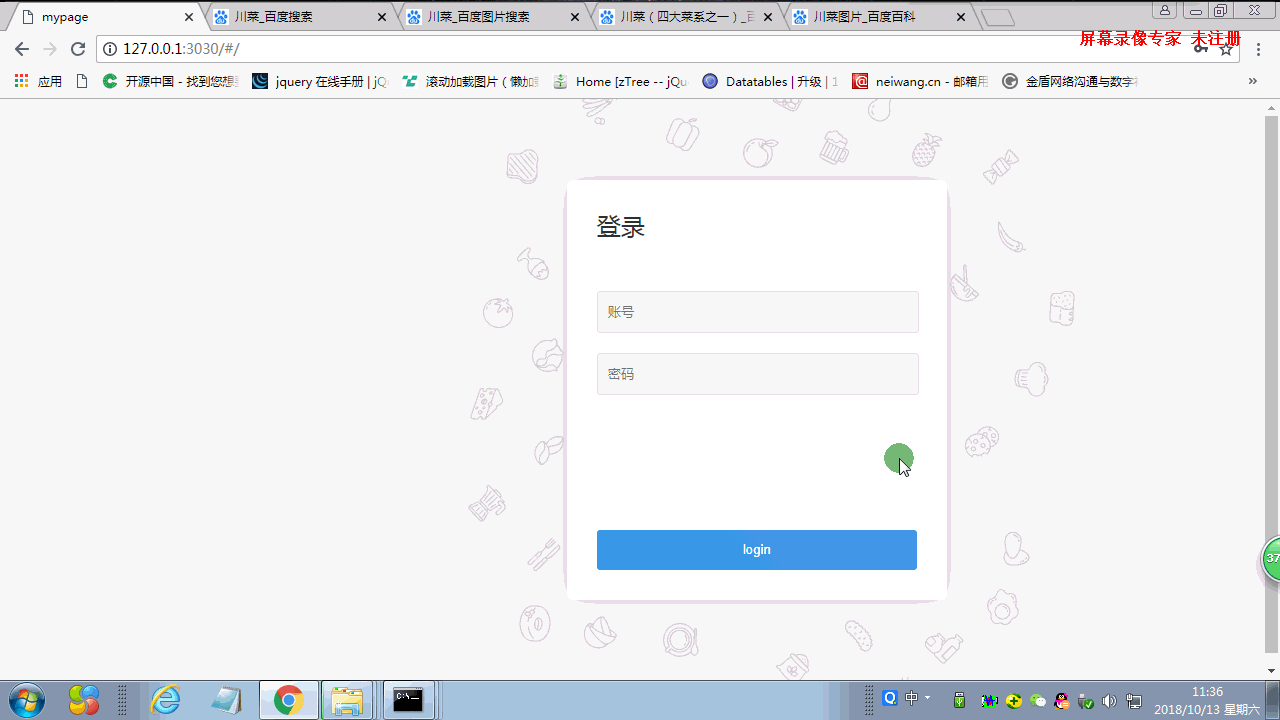 mypage
川菜_百度搜索
川菜_百度图片搜索
川菜（四大菜系之一）_百
川菜图片_百度百科
127.0.0.1:3030/#/
屏幕录像专家 未注册
应用
开源中国 - 找到您想
jquery 在线手册 | jQ
滚动加载图片（懒加
Home [zTree -- jQu
Datatables | 升级 | 1
neiwang.cn - 邮箱用
金盾网络沟通与数字
»
登录
账号
密码
login
37
中
11:36
2018/10/13 星期六